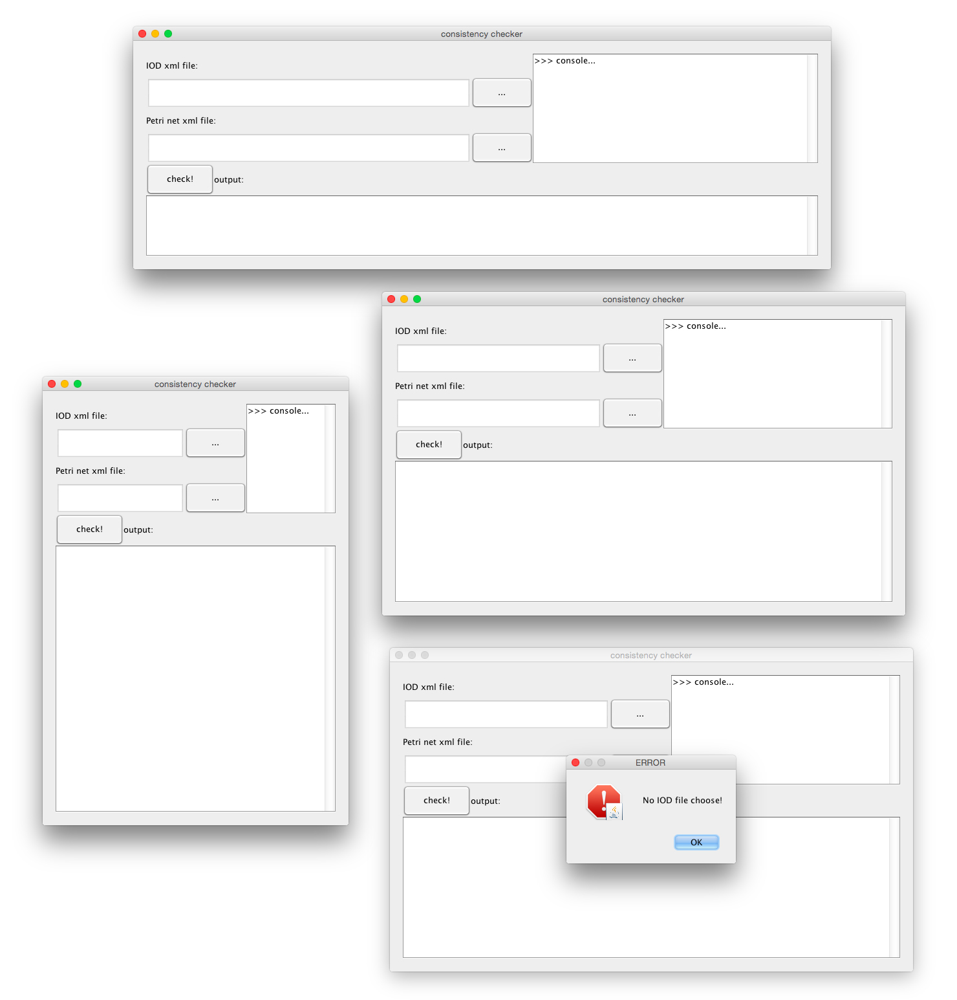 consistency checker
IOD xml file:
>>> console...
...
Petri net xml file:
...
check!
output:
consistency checker
IOD xml file:
>>> console...
...
Petri net xml file:
...
check!
output:
consistency checker
IOD xml file:
>>> console...
...
Petri net xml file:
...
check!
output:
consistency checker
IOD xml file:
>>> console...
...
Petri net xml file:
check!
output:
ERROR
No IOD file choose!
OK